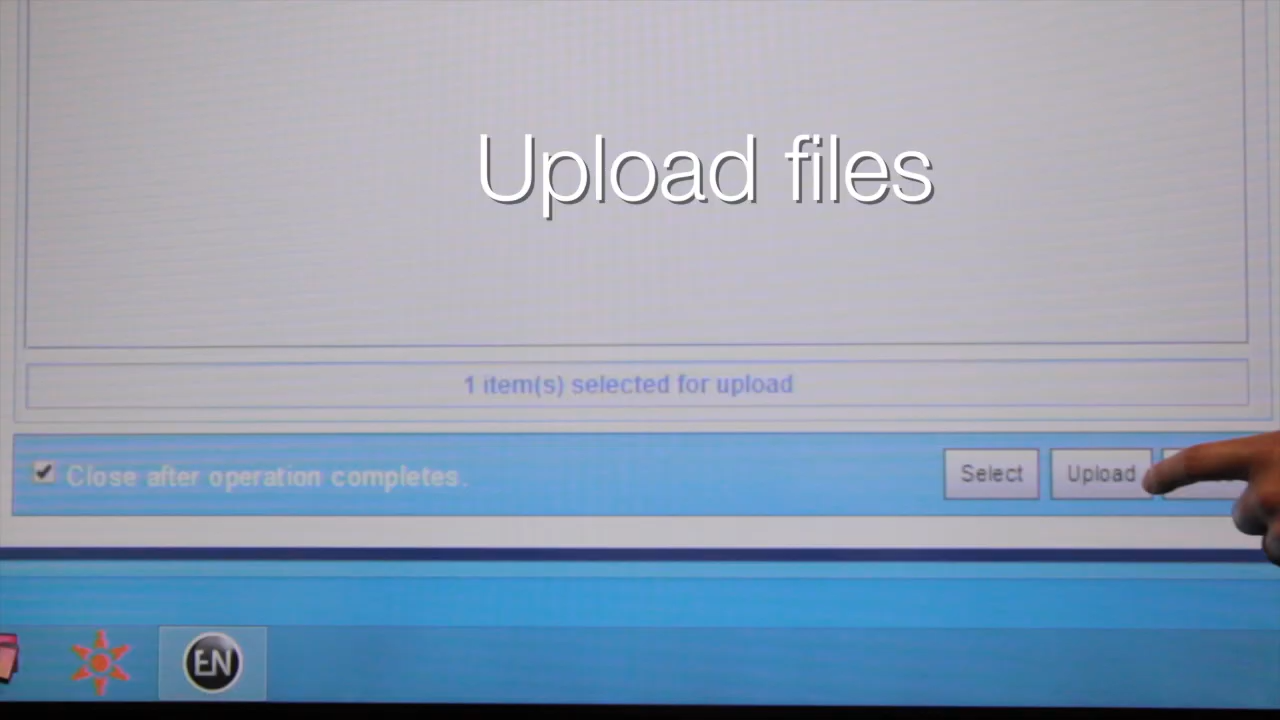 Upload files
1 item(s) selected for upload
Close after operation completes.
Select
Upload
EN